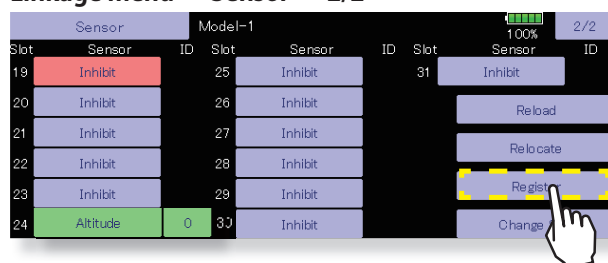 Linkage menu Sensor 2/2
Sensor Model-1 100% 2/2
Slot Sensor ID Slot Sensor ID Slot Sensor ID
19 Inhibit 25 Inhibit 31 Inhibit
20 Inhibit 26 Inhibit Reload
21 Inhibit 27 Inhibit Relocate
22 Inhibit 28 Inhibit Register
23 Inhibit 29 Inhibit Change
24 Altitude 0 30 Inhibit